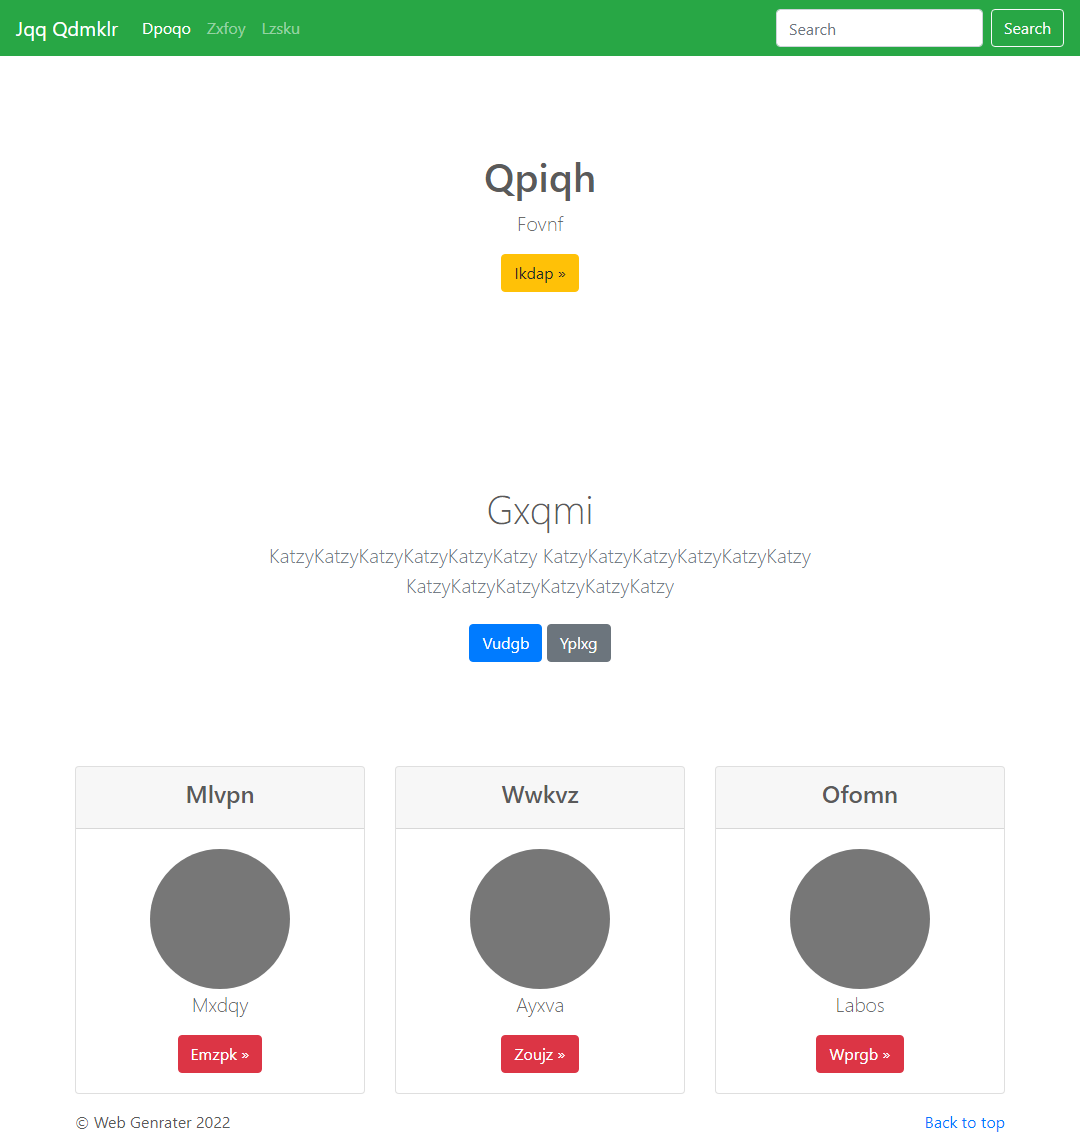 Jqq Qdmklr Dpoqo Zxfoy Lzsku Search Search
Qpiqh
Fovnf
Ikdap »
Gxqmi
KatzyKatzyKatzyKatzyKatzyKatzy KatzyKatzyKatzyKatzyKatzyKatzy
KatzyKatzyKatzyKatzyKatzyKatzy
Vudgb Yplxg
Mlvpn Wwkvz Ofomn
Mxdqy Ayxva Labos
Emzpk » Zoujz » Wprgb »
© Web Genrater 2022 Back to top